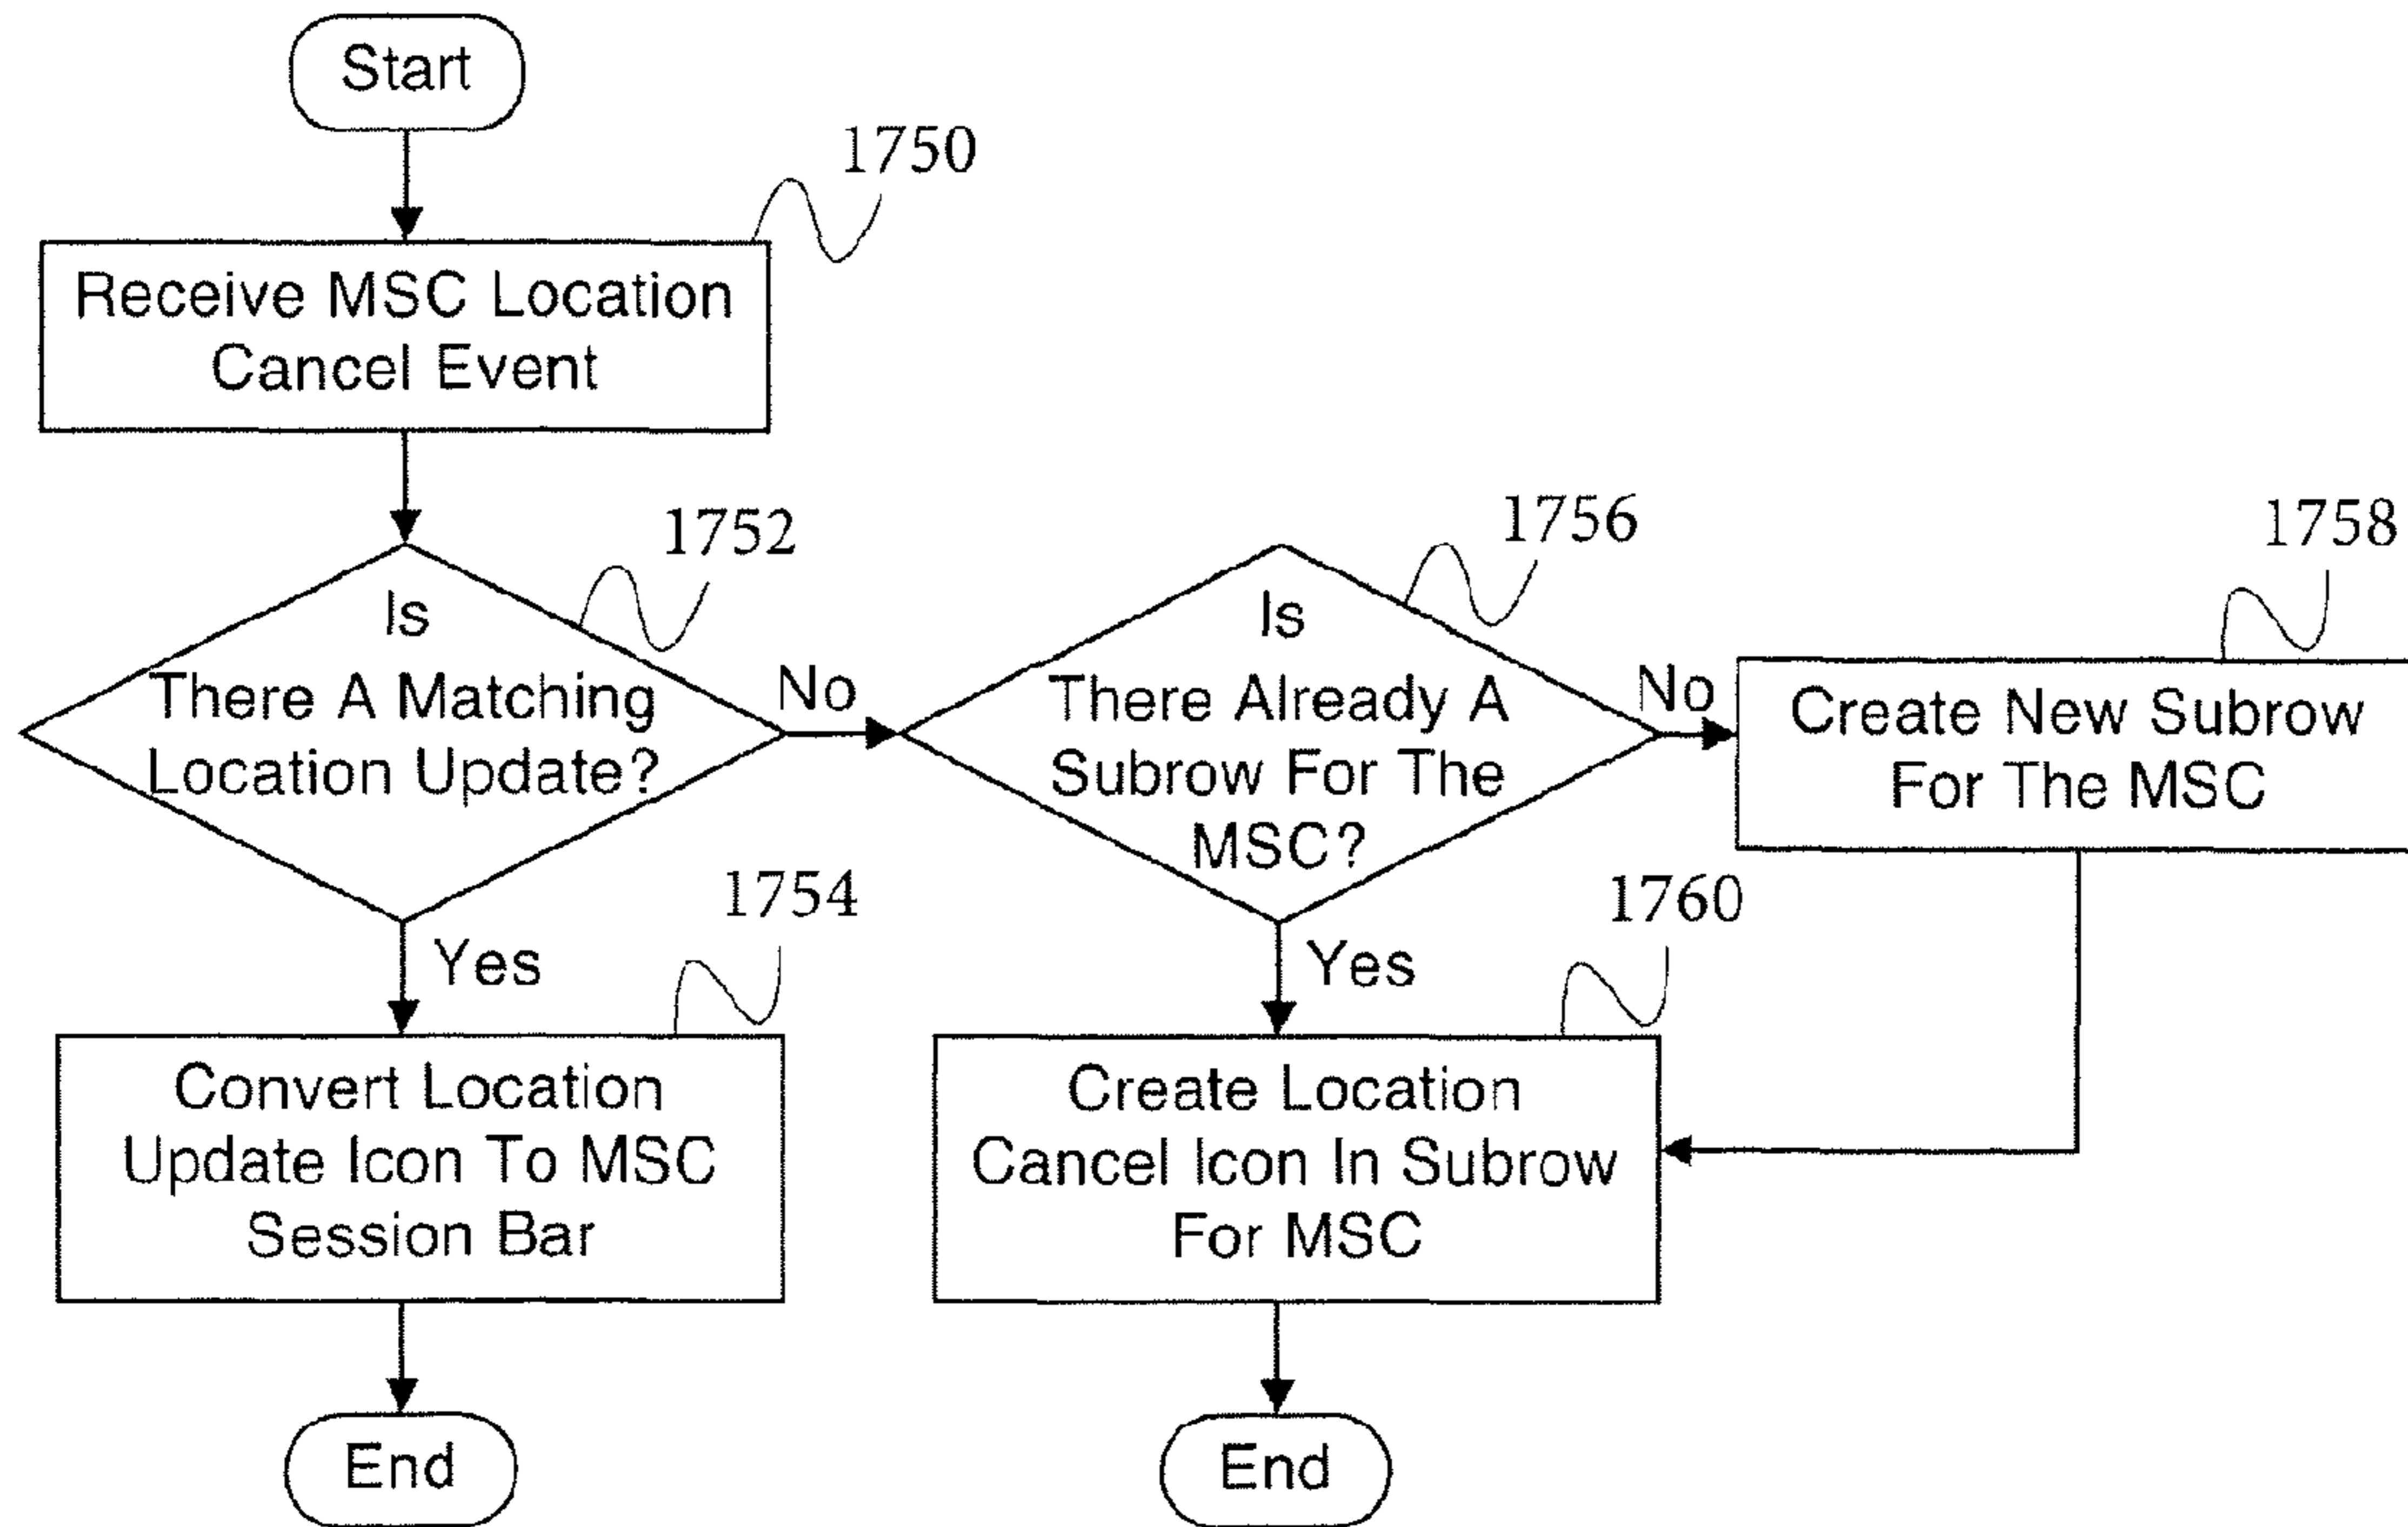 Start
1750
Receive MSC Location
Cancel Event
1752
Is
There A Matching
Location Update?
No
1756
Is
There Already A
Subrow For The
MSC?
No
1758
Create New Subrow
For The MSC
Yes
1754
Convert Location
Update Icon To MSC
Session Bar
End
Yes
1760
Create Location
Cancel Icon In Subrow
For MSC
End